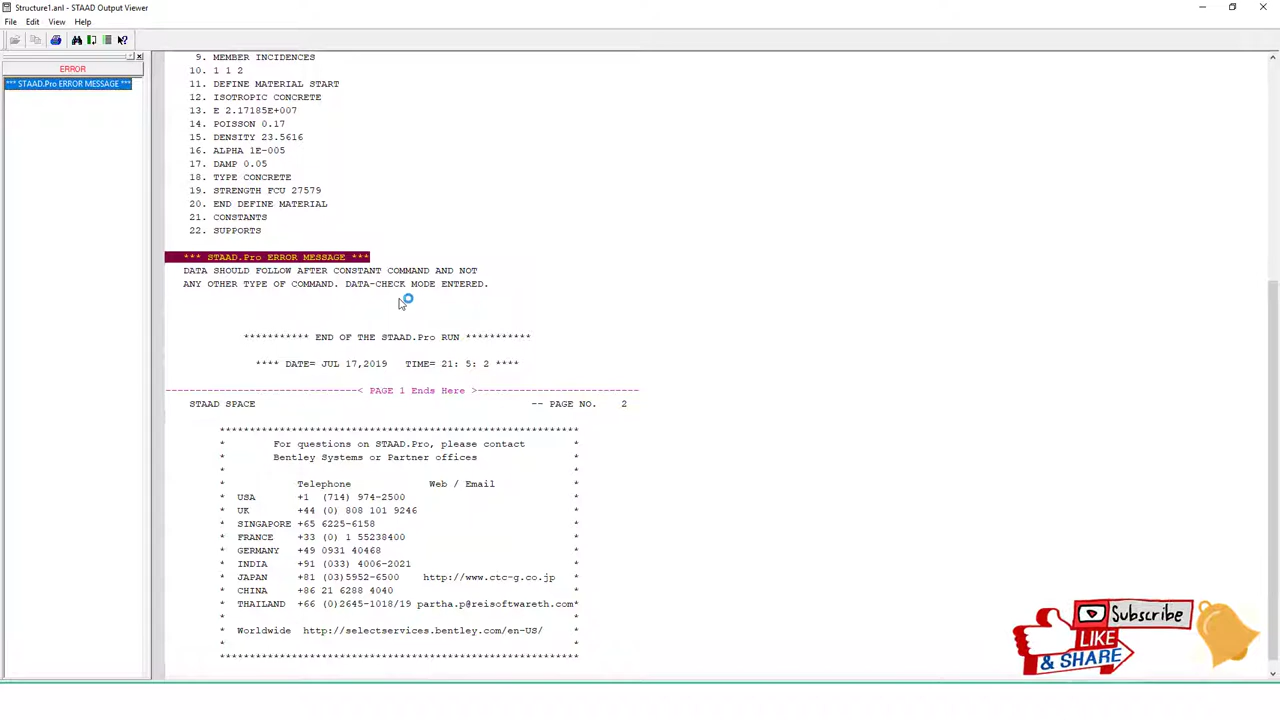 Structure1.anl - STAAD Output Viewer
File Edit View Help
ERROR
*** STAAD.Pro ERROR MESSAGE ***
9. MEMBER INCIDENCES
10. 1 1 2
11. DEFINE MATERIAL START
12. ISOTROPIC CONCRETE
13. E 2.17185E+007
14. POISSON 0.17
15. DENSITY 23.5616
16. ALPHA 1E-005
17. DAMP 0.05
18. TYPE CONCRETE
19. STRENGTH FCU 27579
20. END DEFINE MATERIAL
21. CONSTANTS
22. SUPPORTS
*** STAAD.Pro ERROR MESSAGE ***
DATA SHOULD FOLLOW AFTER CONSTANT COMMAND AND NOT
ANY OTHER TYPE OF COMMAND. DATA-CHECK MODE ENTERED.
*********** END OF THE STAAD.Pro RUN ***********
**** DATE= JUL 17,2019 TIME= 21: 5: 2 ****
-------------------------------< PAGE 1 Ends Here >---------------------------
STAAD SPACE -- PAGE NO. 2
************************************************************
* For questions on STAAD.Pro, please contact *
* Bentley Systems or Partner offices *
* *
* Telephone Web / Email *
* USA +1 (714) 974-2500 *
* UK +44 (0) 808 101 9246 *
* SINGAPORE +65 6225-6158 *
* FRANCE +33 (0) 1 55238400 *
* GERMANY +49 0931 40468 *
* INDIA +91 (033) 4006-2021 *
* JAPAN +81 (03)5952-6500 http://www.ctc-g.co.jp *
* CHINA +86 21 6288 4040 *
* THAILAND +66 (0)2645-1018/19 partha.p@reisoftwareth.com*
* *
* Worldwide http://selectservices.bentley.com/en-US/ *
* *
************************************************************
Subscribe
LIKE
& SHARE